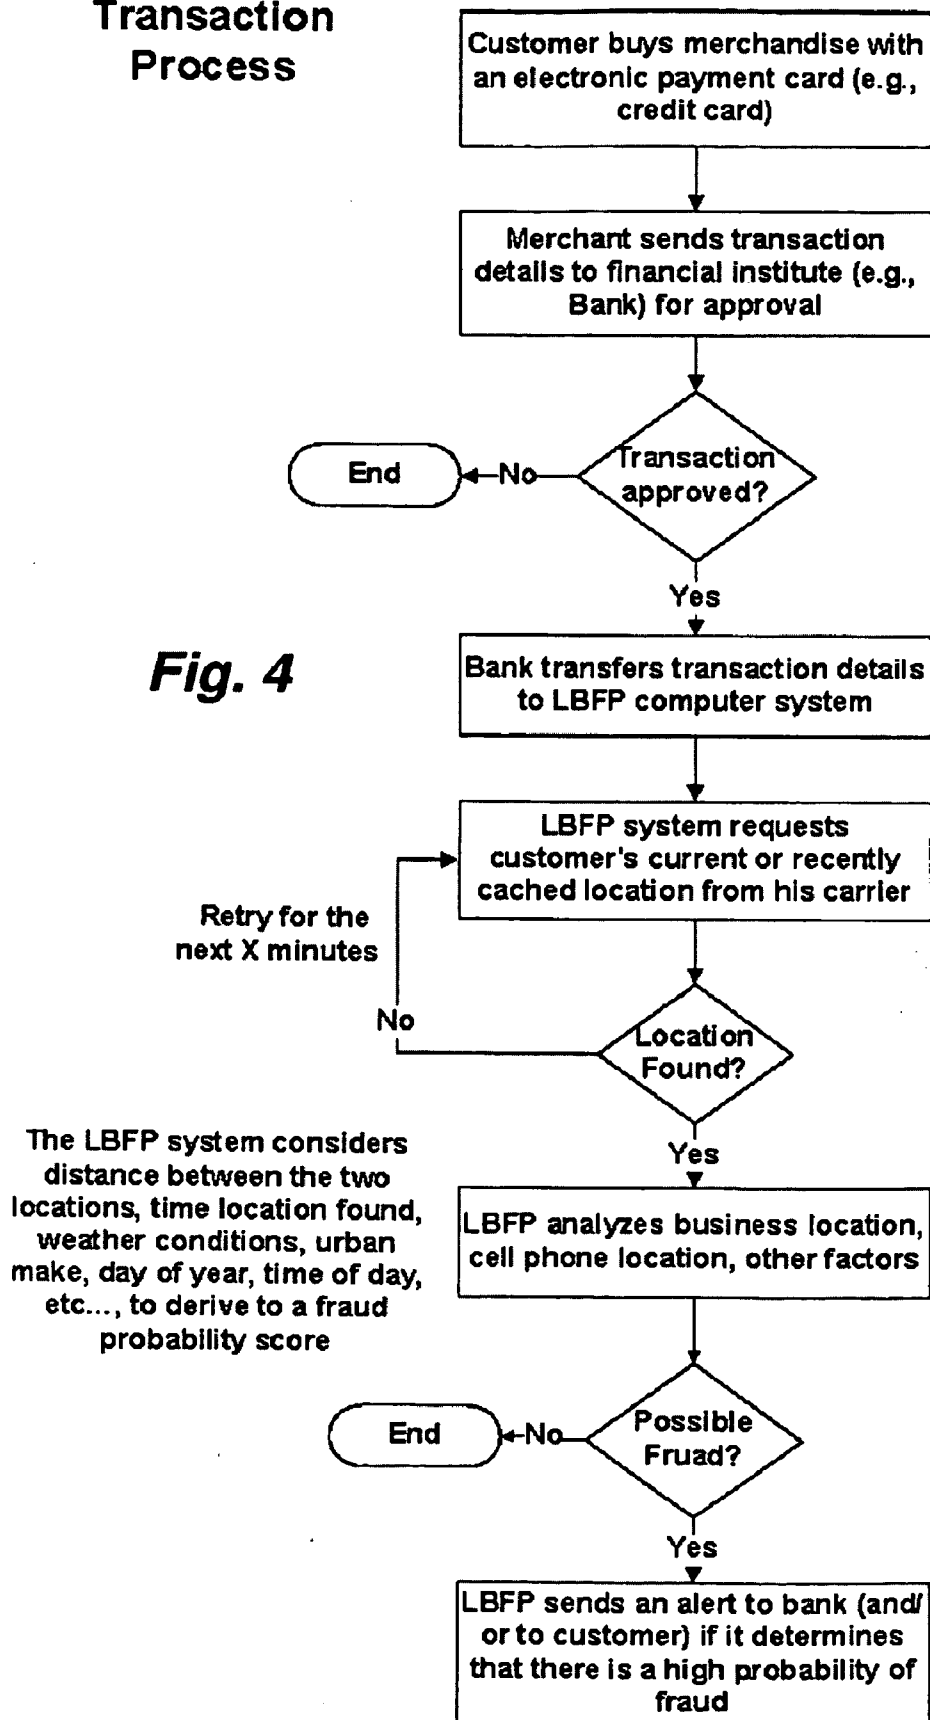 Transaction
Process
Customer buys merchandise with
an electronic payment card (e.g.,
credit card)
Merchant sends transaction
details to financial institute (e.g.,
Bank) for approval
Transaction
approved?
No
End
Yes
Fig. 4
Bank transfers transaction details
to LBFP computer system
LBFP system requests
customer's current or recently
cached location from his carrier
Retry for the
next X minutes
No
Location
Found?
Yes
The LBFP system considers
distance between the two
locations, time location found,
weather conditions, urban
make, day of year, time of day,
etc..., to derive to a fraud
probability score
LBFP analyzes business location,
cell phone location, other factors
Possible
Fruad?
No
End
Yes
LBFP sends an alert to bank (and/
or to customer) if it determines
that there is a high probability of
fraud